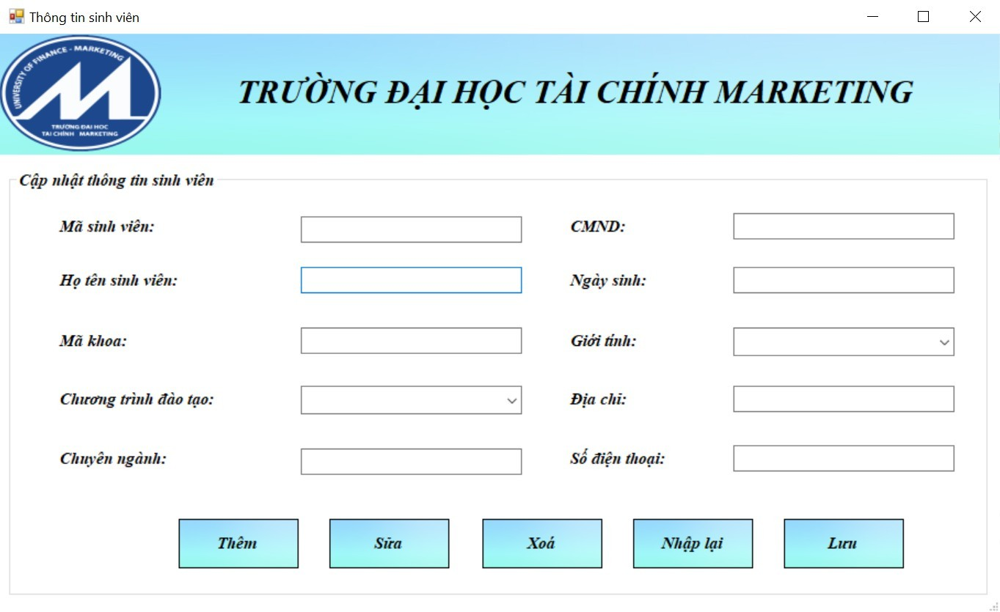 Thông tin sinh viên
UNIVERSITY OF FINANCE - MARKETING
TRƯỜNG ĐẠI HỌC
TÀI CHÍNH MARKETING
TRƯỜNG ĐẠI HỌC TÀI CHÍNH MARKETING
Cập nhật thông tin sinh viên
Mã sinh viên:
CMND:
Họ tên sinh viên:
Ngày sinh:
Mã khoa:
Giới tính:
Chương trình đào tạo:
Địa chỉ:
Chuyên ngành:
Số điện thoại:
Thêm
Sửa
Xoá
Nhập lại
Lưu